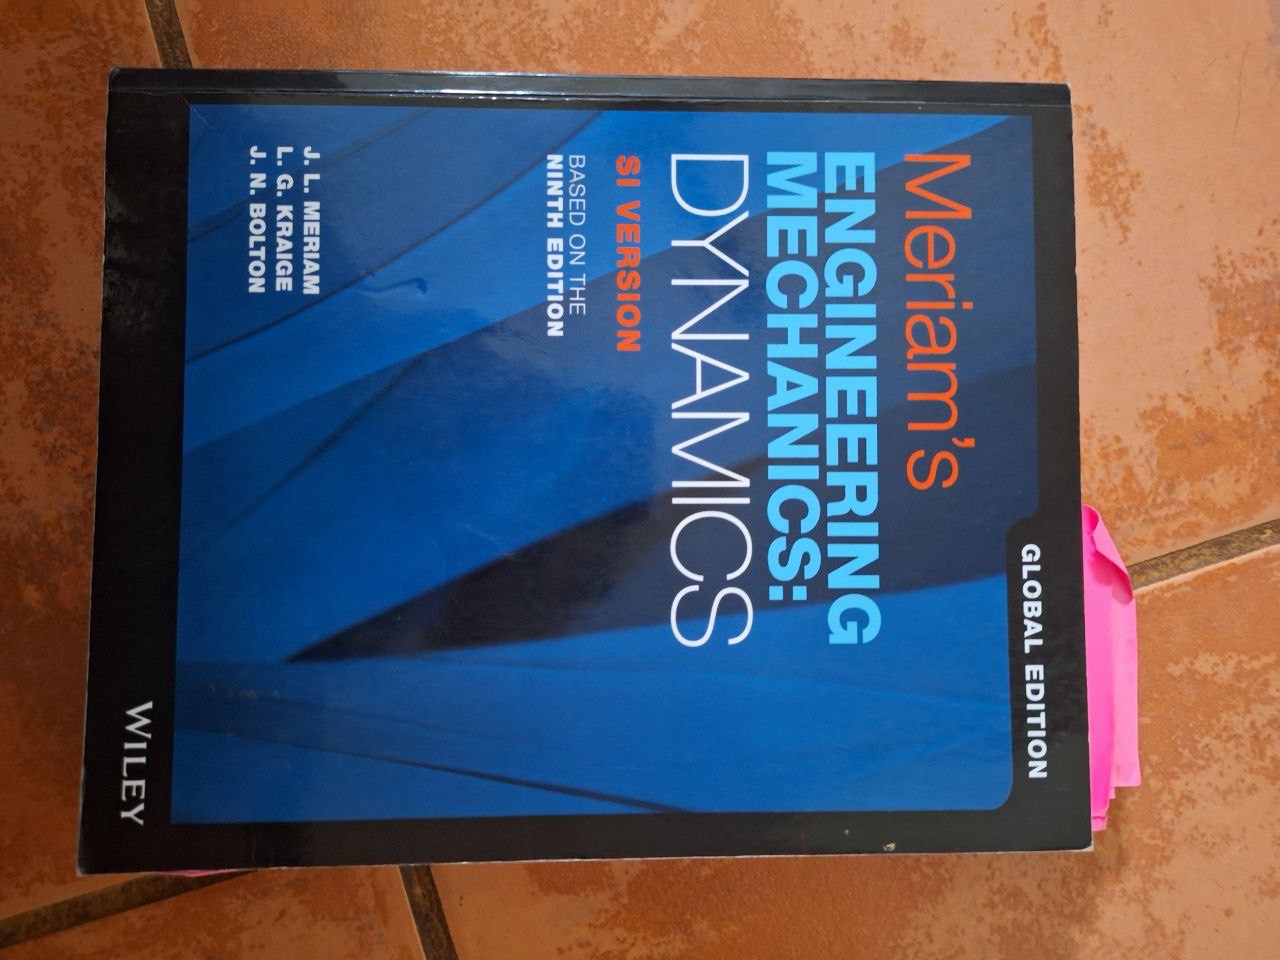 GLOBAL EDITION
Meriam's
ENGINEERING
MECHANICS:
DYNAMICS
SI VERSION
BASED ON THE
NINTH EDITION
J. L. MERIAM
L. G. KRAIGE
J. N. BOLTON
WILEY